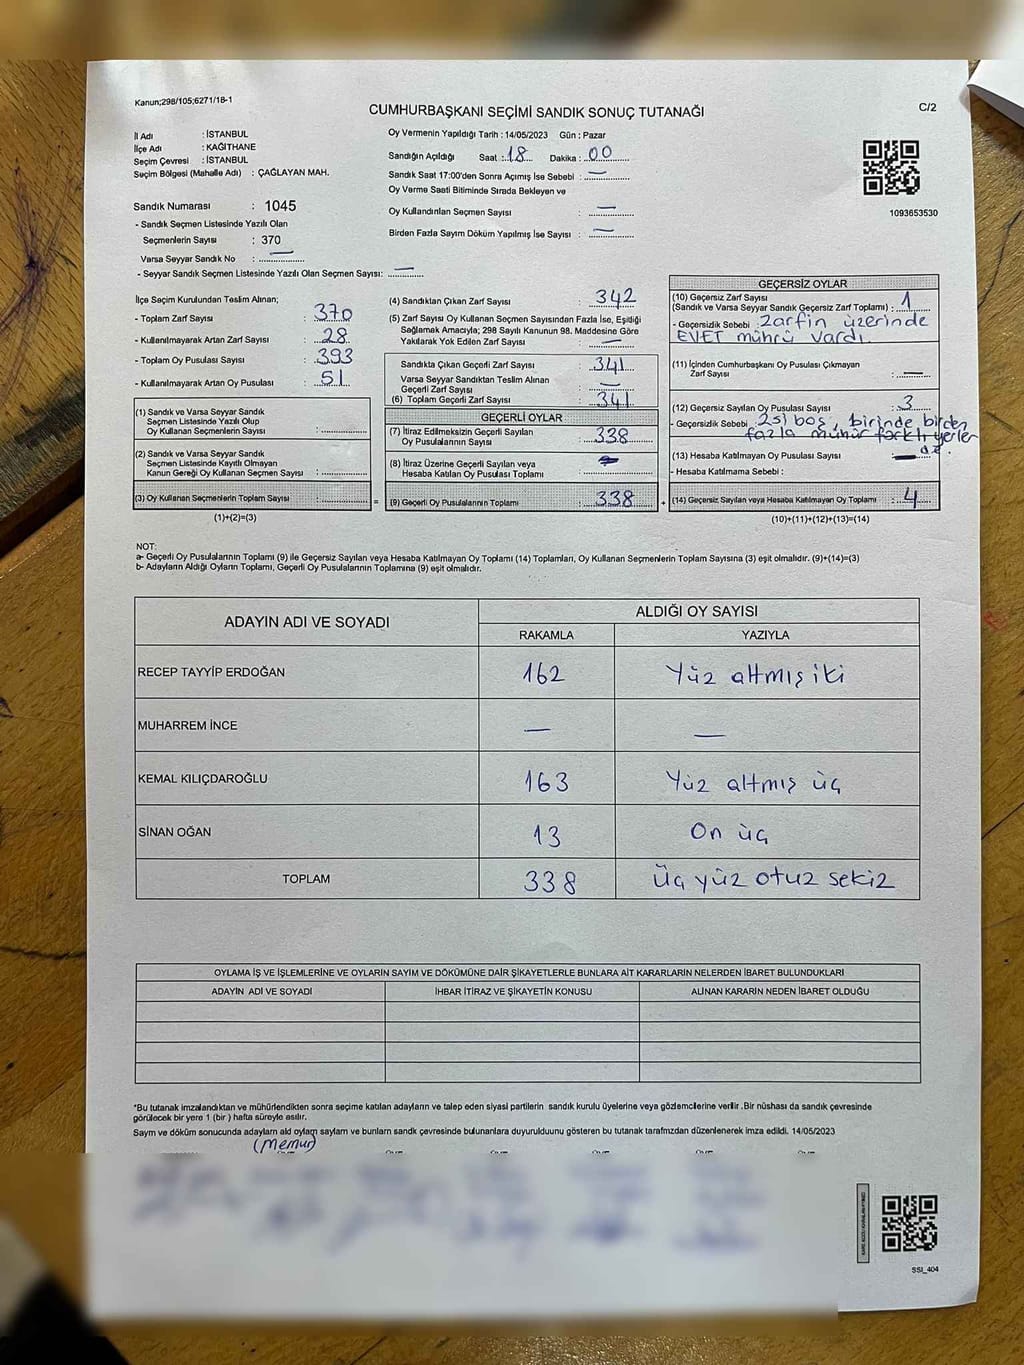 Kanun;298/105;6271/18-1
CUMHURBAŞKANI SEÇİMİ SANDIK SONUÇ TUTANAĞI
C/2
İl Adı : İSTANBUL
İlçe Adı : KAĞITHANE
Seçim Çevresi : İSTANBUL
Seçim Bölgesi (Mahalle Adı) : ÇAĞLAYAN MAH.
Sandık Numarası : 1045
- Sandık Seçmen Listesinde Yazılı Olan
Seçmenlerin Sayısı : 370
Varsa Seyyar Sandık No : —
- Seyyar Sandık Seçmen Listesinde Yazılı Olan Seçmen Sayısı: —
Oy Vermenin Yapıldığı Tarih : 14/05/2023 Gün : Pazar
Sandığın Açıldığı Saat : 18 Dakika : 00
Sandık Saat 17:00'den Sonra Açımış İse Sebebi : —
Oy Verme Saati Bitiminde Sırada Bekleyen ve
Oy Kullandırılan Seçmen Sayısı : —
Birden Fazla Sayım Döküm Yapılmış İse Sayısı : —
1093653530
İlçe Seçim Kurulundan Teslim Alınan;
- Toplam Zarf Sayısı : 370
- Kullanılmayarak Artan Zarf Sayısı : 28
- Toplam Oy Pusulası Sayısı : 393
- Kullanılmayarak Artan Oy Pusulası : 51
(1) Sandık ve Varsa Seyyar Sandık
Seçmen Listesinde Yazılı Olup
Oy Kullanan Seçmenlerin Sayısı :
(2) Sandık ve Varsa Seyyar Sandık
Seçmen Listesinde Kayıtlı Olmayan
Kanun Gereği Oy Kullanan Seçmen Sayısı :
(3) Oy Kullanan Seçmenlerin Toplam Sayısı :
(1)+(2)=(3)
(4) Sandıktan Çıkan Zarf Sayısı : 342
(5) Zarf Sayısı Oy Kullanan Seçmen Sayısından Fazla İse, Eşitliği
Sağlamak Amacıyla; 298 Sayılı Kanunun 98. Maddesine Göre
Yakılarak Yok Edilen Zarf Sayısı : —
Sandıkta Çıkan Geçerli Zarf Sayısı : 341
Varsa Seyyar Sandıktan Teslim Alınan
Geçerli Zarf Sayısı : —
(6) Toplam Geçerli Zarf Sayısı : 341
GEÇERLİ OYLAR
(7) İtiraz Edilmeksizin Geçerli Sayılan
Oy Pusulalarının Sayısı : 338
(8) İtiraz Üzerine Geçerli Sayılan veya
Hesaba Katılan Oy Pusulası Toplamı : —
(9) Geçerli Oy Pusulalarının Toplamı : 338
GEÇERSİZ OYLAR
(10) Geçersiz Zarf Sayısı
(Sandık ve Varsa Seyyar Sandık Geçersiz Zarf Toplamı) : 1
- Geçersizlik Sebebi : Zarfın üzerinde
EVET mührü vardı.
(11) İçinden Cumhurbaşkanı Oy Pusulası Çıkmayan
Zarf Sayısı : —
(12) Geçersiz Sayılan Oy Pusulası Sayısı : 3
- Geçersizlik Sebebi : 2si boş, birinde birden
fazla mühür farklı yerler
de.
(13) Hesaba Katılmayan Oy Pusulası Sayısı : —
- Hesaba Katılmama Sebebi :
(14) Geçersiz Sayılan veya Hesaba Katılmayan Oy Toplamı : 4
(10)+(11)+(12)+(13)=(14)
NOT:
a- Geçerli Oy Pusulalarının Toplamı (9) ile Geçersiz Sayılan veya Hesaba Katılmayan Oy Toplamı (14) Toplamları, Oy Kullanan Seçmenlerin Toplam Sayısına (3) eşit olmalıdır. (9)+(14)=(3)
b- Adayların Aldığı Oyların Toplamı, Geçerli Oy Pusulalarının Toplamına (9) eşit olmalıdır.
ADAYIN ADI VE SOYADI ALDIĞI OY SAYISI
RAKAMLA YAZIYLA
RECEP TAYYİP ERDOĞAN 162 Yüz altmış iki
MUHARREM İNCE — —
KEMAL KILIÇDAROĞLU 163 Yüz altmış üç
SİNAN OĞAN 13 On üç
TOPLAM 338 Üç yüz otuz sekiz
OYLAMA İŞ VE İŞLEMLERİNE VE OYLARIN SAYIM VE DÖKÜMÜNE DAİR ŞİKAYETLERLE BUNLARA AİT KARARLARIN NELERDEN İBARET BULUNDUKLARI
ADAYIN ADI VE SOYADI İHBAR İTİRAZ VE ŞİKAYETİN KONUSU ALINAN KARARIN NEDEN İBARET OLDUĞU
*Bu tutanak imzalandıktan ve mühürlendikten sonra seçime katılan adayların ve talep eden siyasi partilerin sandık kurulu üyelerine veya gözlemcilerine verilir .Bir nüshası da sandık çevresinde
görülecek bir yere 1 (bir ) hafta süreyle asılır.
Sayım ve döküm sonucunda adayların aldı oyların sayıları ve bunların sandk çevresinde bulunanlara duyurulduunu gösteren bu tutanak tarafımızdan düzenlenerek imza edildi. 14/05/2023
(Memur)
SSI_404